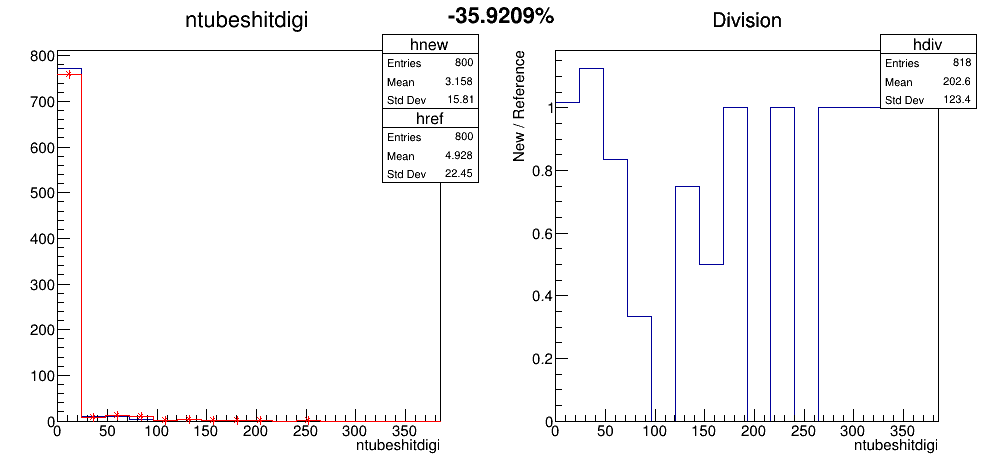 ntubeshitdigi
-35.9209%
Division
hnew
Entries 800
Mean 3.158
Std Dev 15.81
href
Entries 800
Mean 4.928
Std Dev 22.45
800
700
600
500
400
300
200
100
0
0 50 100 150 200 250 300 350
ntubeshitdigi
hdiv
Entries 818
Mean 202.6
Std Dev 123.4
New / Reference
1
0.8
0.6
0.4
0.2
0
0 50 100 150 200 250 300 350
ntubeshitdigi